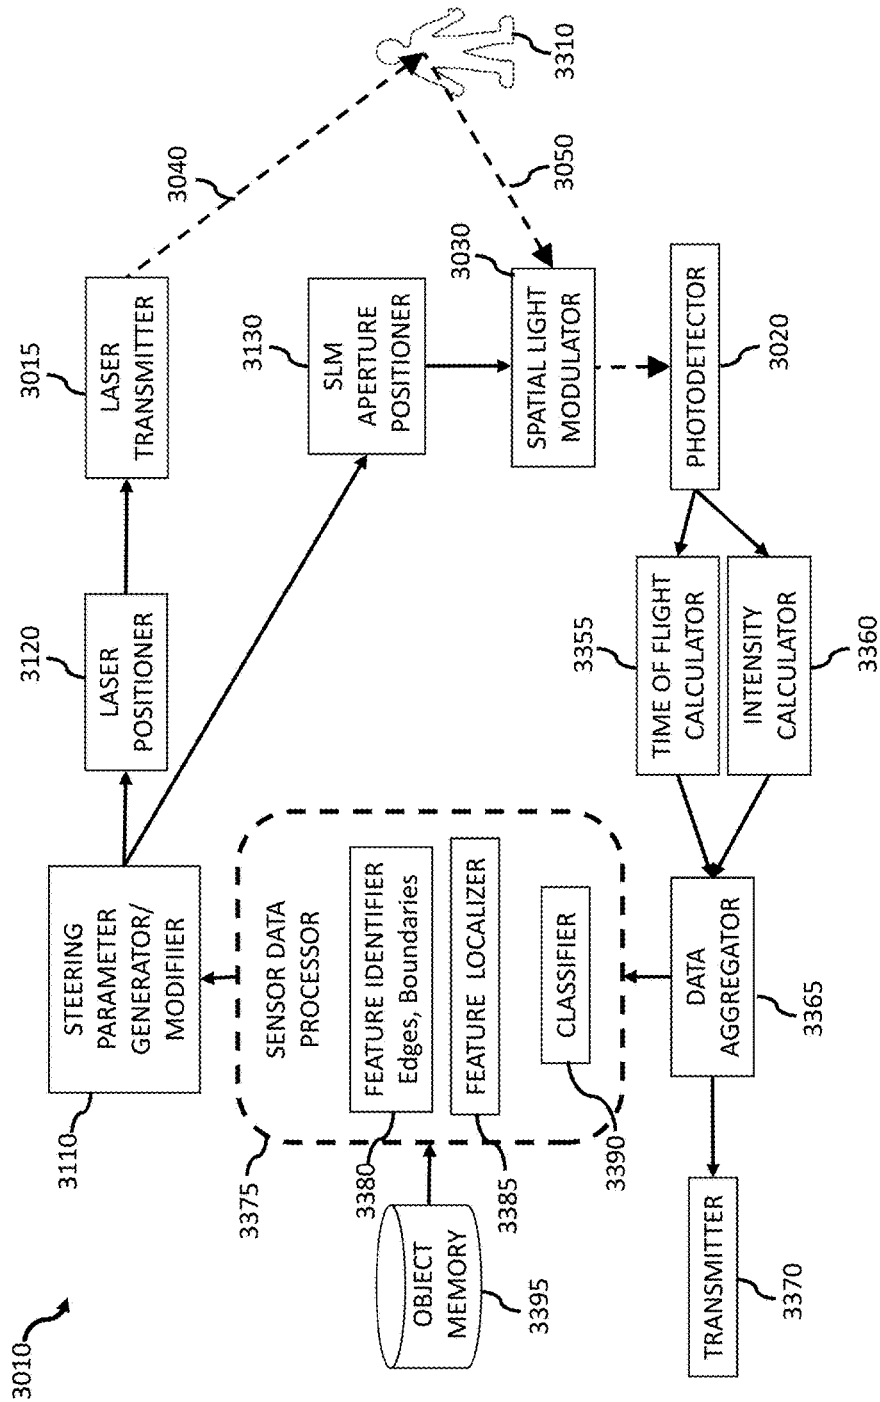 3010
3110
STEERING
PARAMETER
GENERATOR/
MODIFIIER
3120
LASER
POSITIONER
3015
LASER
TRANSMITTER
3040
3310
3050
3130
SLM
APERTURE
POSITIONER
3030
SPATIAL LIGHT
MODULATOR
PHOTODETECTOR
3020
3375
SENSOR DATA
PROCESSOR
FEATURE IDENTIFIER
Edges, Boundaries
3380
FEATURE LOCALIZER
3385
CLASSIFIER
3390
OBJECT
MEMORY
3395
3355
TIME OF FLIGHT
CALCULATOR
INTENSITY
CALCULATOR
3360
DATA
AGGREGATOR
3365
TRANSMITTER
3370